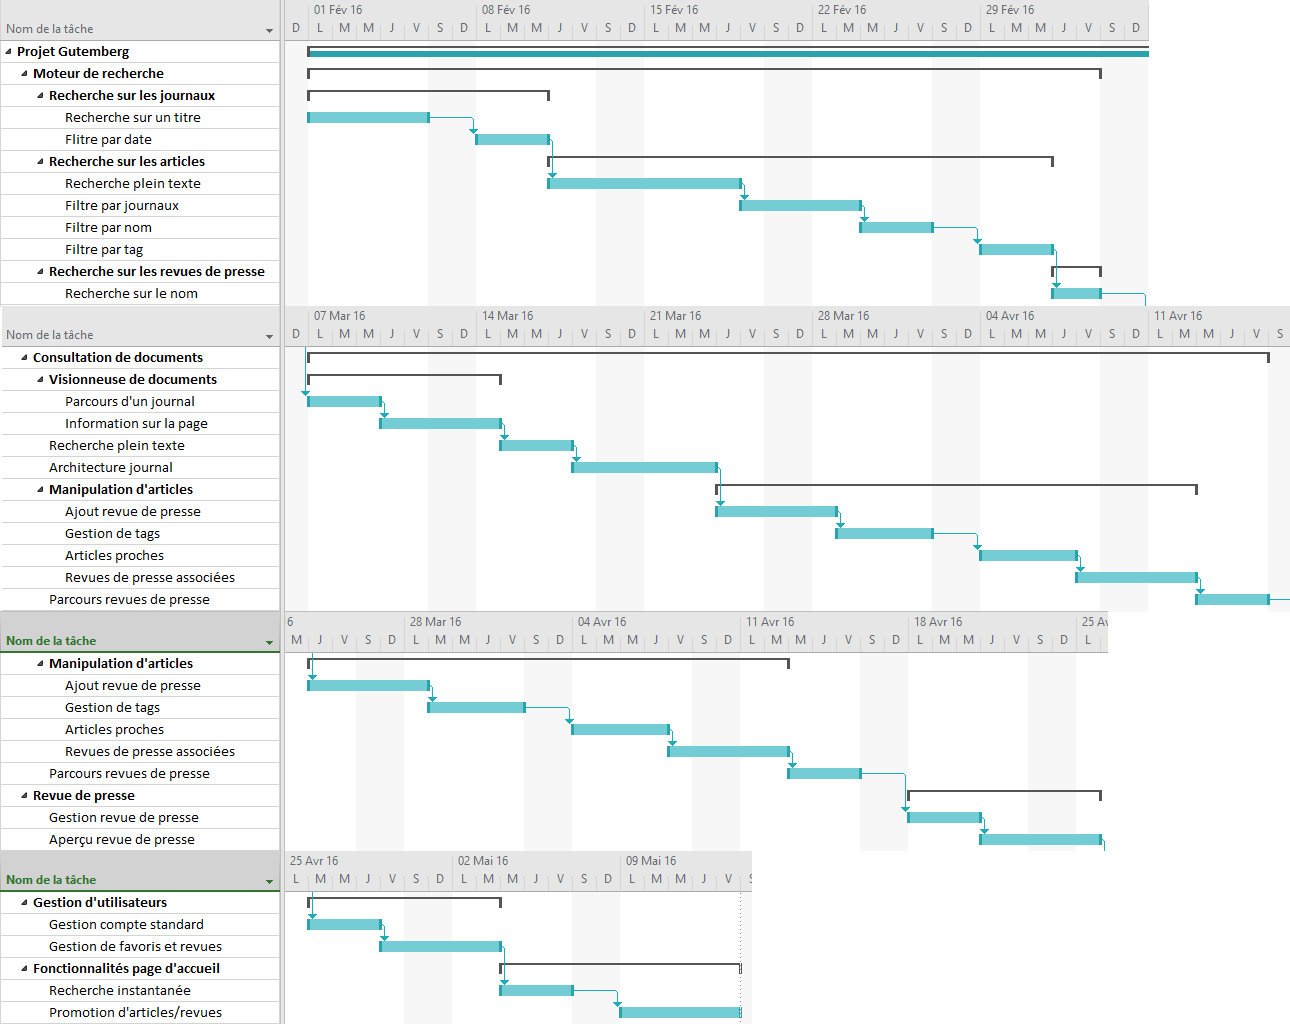 01 Fév 16 08 Fév 16 15 Fév 16 22 Fév 16 29 Fév 16
Nom de la tâche D L M M J V S D L M M J V S D L M M J V S D L M M J V S D L M M J V S D
Projet Gutemberg
Moteur de recherche
Recherche sur les journaux
Recherche sur un titre
Flitre par date
Recherche sur les articles
Recherche plein texte
Filtre par journaux
Filtre par nom
Filtre par tag
Recherche sur les revues de presse
Recherche sur le nom
07 Mar 16 14 Mar 16 21 Mar 16 28 Mar 16 04 Avr 16 11 Avr 16
Nom de la tâche D L M M J V S D L M M J V S D L M M J V S D L M M J V S D L M M J V S D L M M J V S
Consultation de documents
Visionneuse de documents
Parcours d'un journal
Information sur la page
Recherche plein texte
Architecture journal
Manipulation d'articles
Ajout revue de presse
Gestion de tags
Articles proches
Revues de presse associées
Parcours revues de presse
6 28 Mar 16 04 Avr 16 11 Avr 16 18 Avr 16 25 Av
Nom de la tâche M J V S D L M M J V S D L M M J V S D L M M J V S D L M M J V S D L
Manipulation d'articles
Ajout revue de presse
Gestion de tags
Articles proches
Revues de presse associées
Parcours revues de presse
Revue de presse
Gestion revue de presse
Aperçu revue de presse
25 Avr 16 02 Mai 16 09 Mai 16
Nom de la tâche L M M J V S D L M M J V S D L M M J V S
Gestion d'utilisateurs
Gestion compte standard
Gestion de favoris et revues
Fonctionnalités page d'accueil
Recherche instantanée
Promotion d'articles/revues